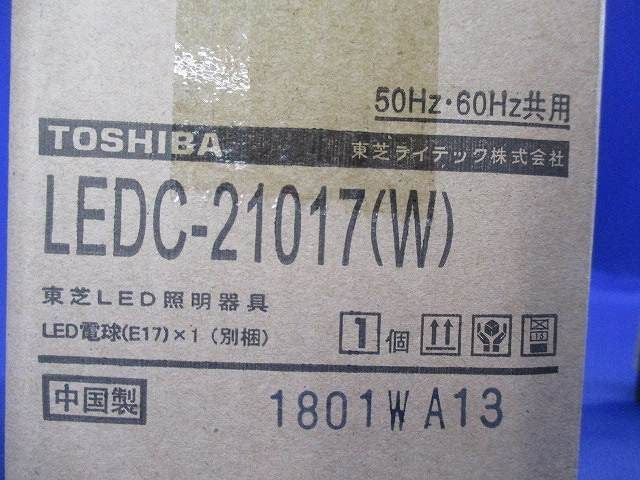 50Hz・60Hz共用
TOSHIBA 東芝ライテック株式会社
LEDC-21017(W)
東芝LED照明器具
LED電球(E17)×1（別梱）
1個
中国製 1801WA13